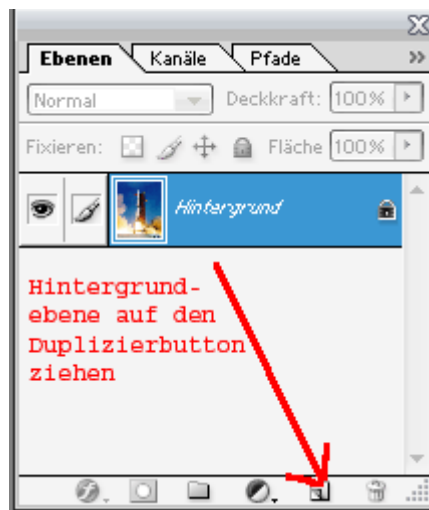 Ebenen Kanäle Pfade
Normal Deckkraft: 100%
Fixieren: Fläche 100%
Hintergrund
Hintergrund-
ebene auf den
Duplizierbutton
ziehen